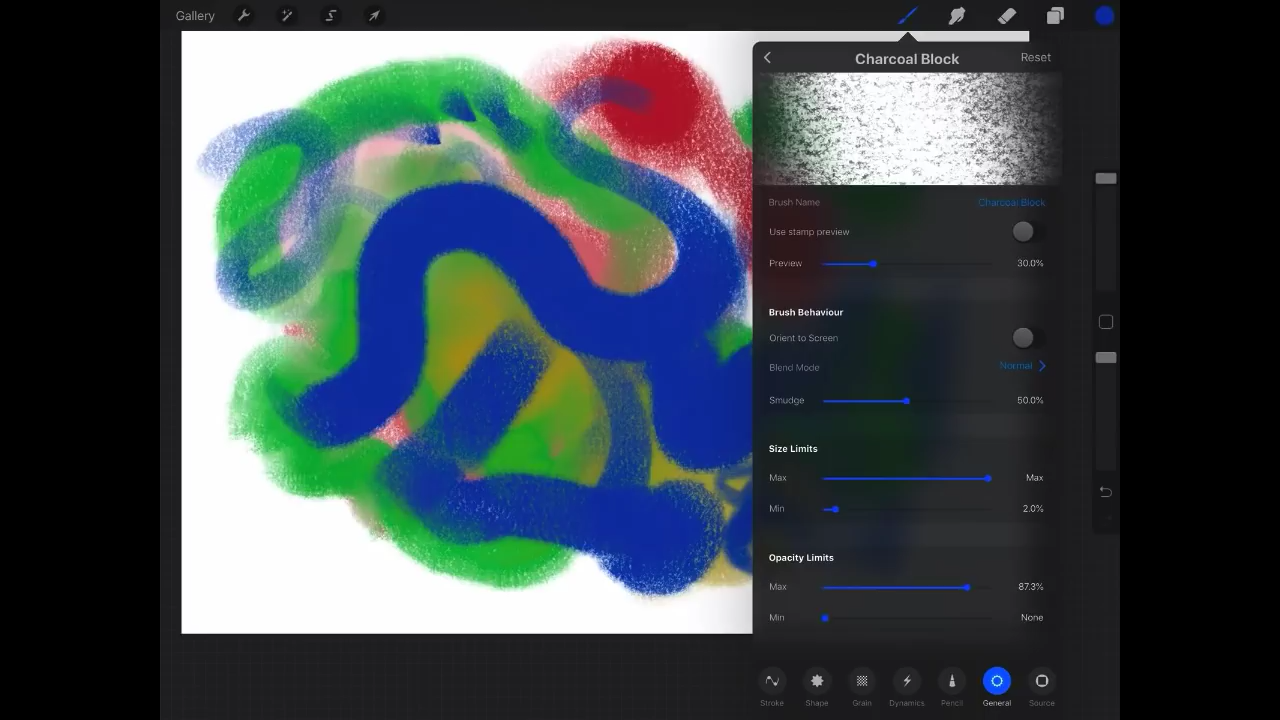 Gallery
Charcoal Block
Reset
Brush Name Charcoal Block
Use stamp preview
Preview 30.0%
Brush Behaviour
Orient to Screen
Blend Mode Normal
Smudge 50.0%
Size Limits
Max Max
Min 2.0%
Opacity Limits
Max 87.3%
Min None
Stroke Shape Grain Dynamics Pencil General Source